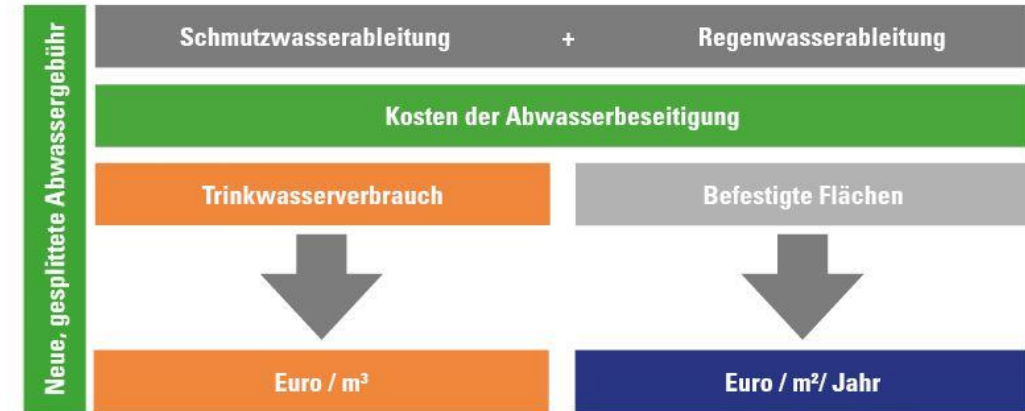 Neue, gesplittete Abwassergebühr
Schmutzwasserableitung + Regenwasserableitung
Kosten der Abwasserbeseitigung
Trinkwasserverbrauch
Befestigte Flächen
Euro / m³
Euro / m²/ Jahr